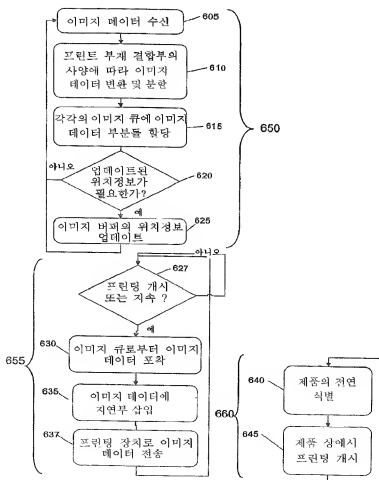 이미지 데이터 수신
605
프린트 부재 결합부의
사양에 따라 이미지
데이터 변환 및 분할
610
각각의 이미지 큐에 이미지
데이터 부분들 할당
615
650
아니오
업데이트된
위치정보가
필요한가?
620
예
이미지 버퍼의 위치정보
업데이트
625
아니오
627
프린팅 개시
또는 지속 ?
예
655
630
이미지 큐로부터 이미지
데이터 포착
635
이미지 데이터에
지연부 삽입
637
프린팅 장치로 이미지
데이터 전송
660
640
제품의 전연
식별
645
제품 상에서
프린팅 개시